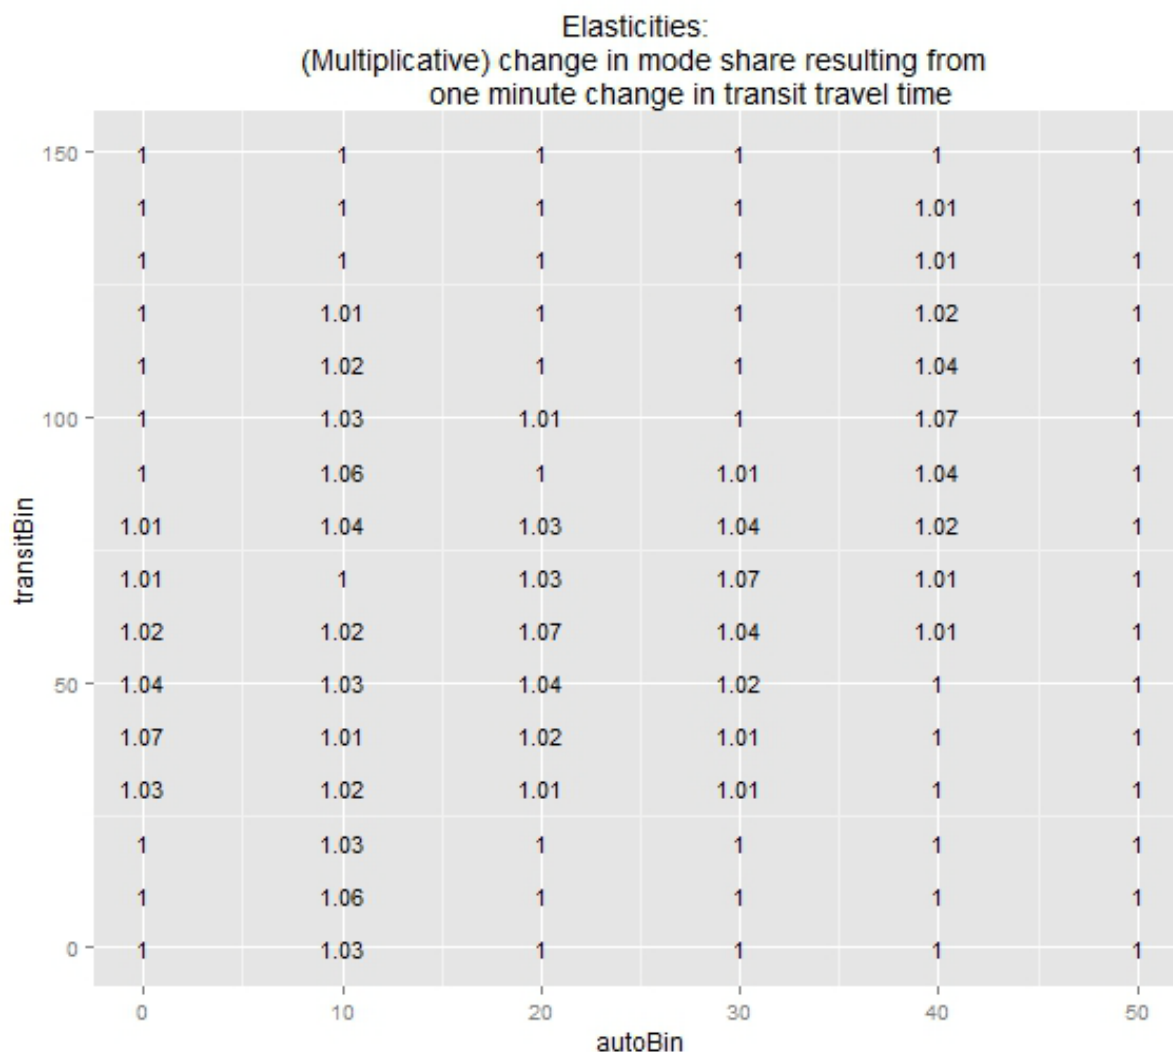 Elasticities:
(Multiplicative) change in mode share resulting from
one minute change in transit travel time
150 1 1 1 1 1 1
1 1 1 1 1.01 1
1 1 1 1 1.01 1
1 1.01 1 1 1.02 1
1 1.02 1 1 1.04 1
100 1 1.03 1.01 1 1.07 1
1 1.06 1 1.01 1.04 1
1.01 1.04 1.03 1.04 1.02 1
transitBin
1.01 1 1.03 1.07 1.01 1
1.02 1.02 1.07 1.04 1.01 1
50 1.04 1.03 1.04 1.02 1 1
1.07 1.01 1.02 1.01 1 1
1.03 1.02 1.01 1.01 1 1
1 1.03 1 1 1 1
1 1.06 1 1 1 1
0 1 1.03 1 1 1 1
0 10 20 30 40 50
autoBin